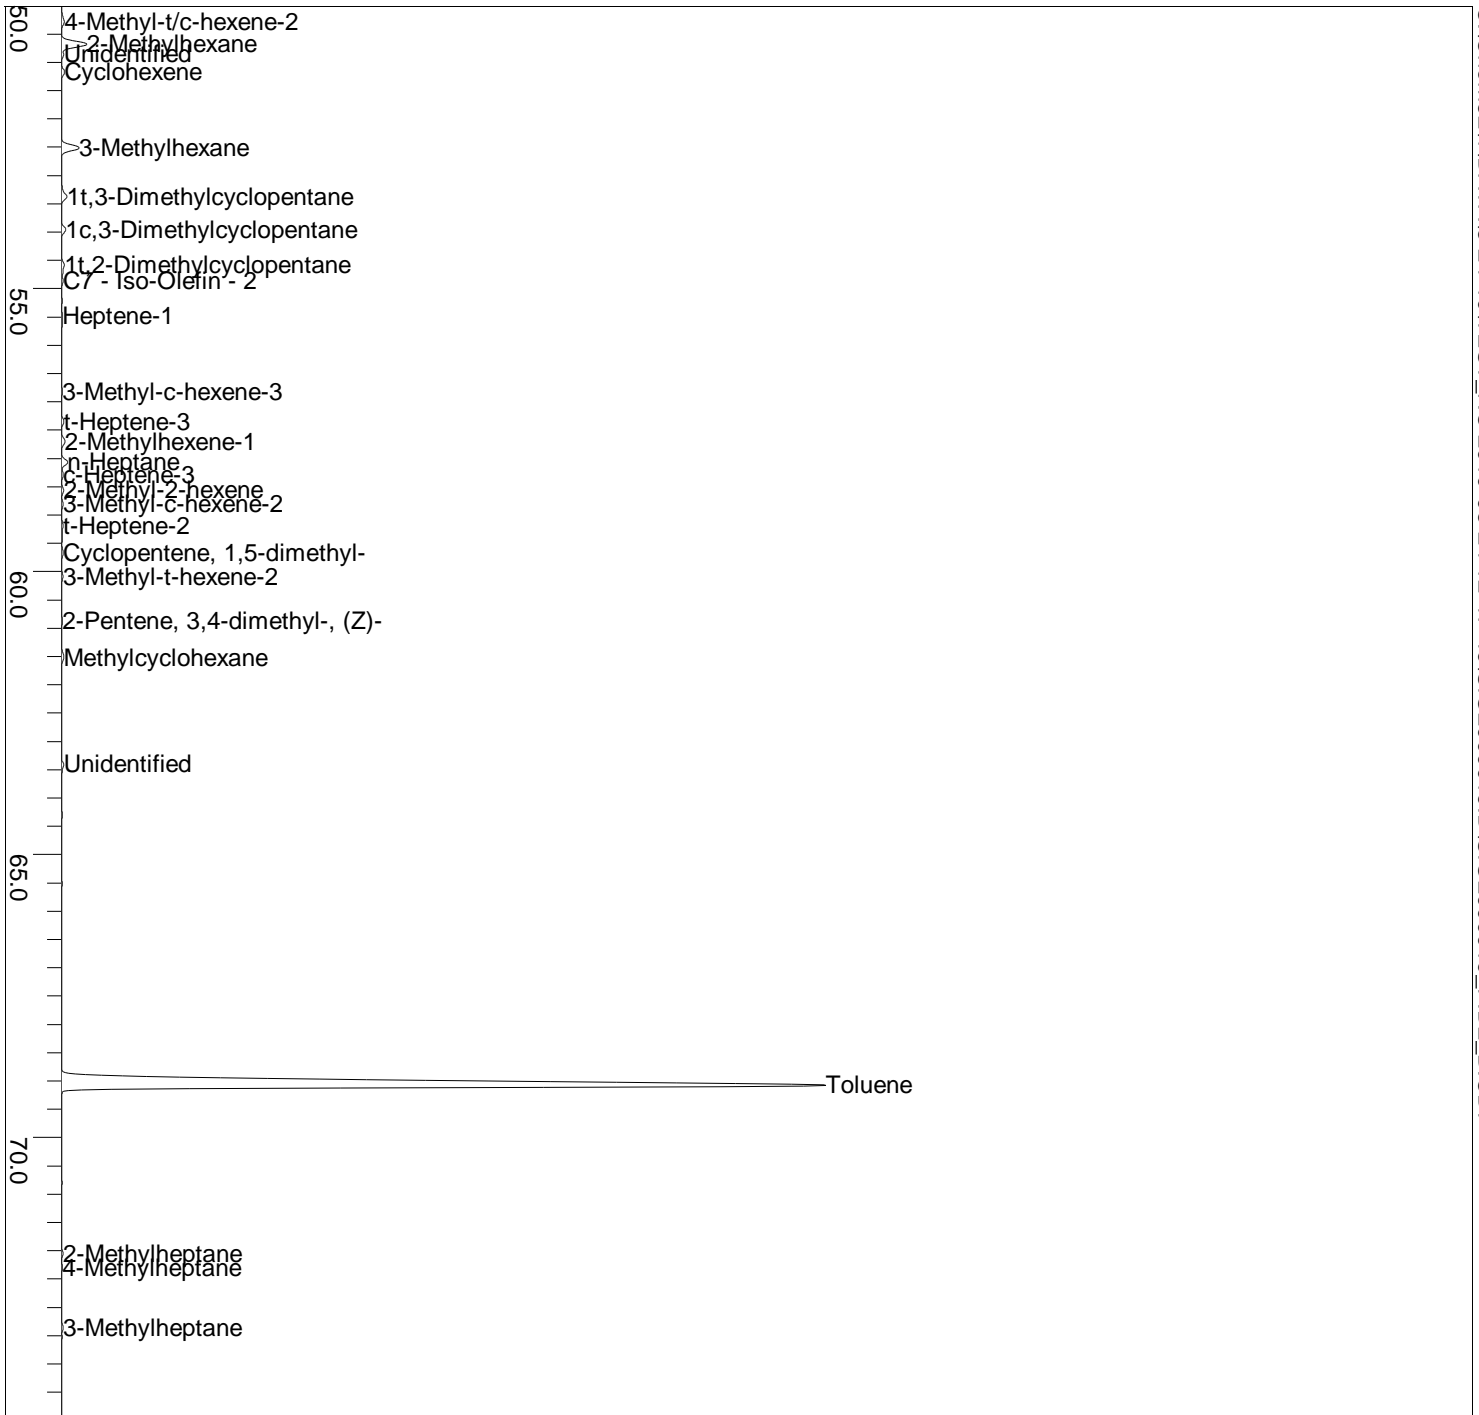 50.0
4-Methyl-t/c-hexene-2
2-Methylhexane
Unidentified
Cyclohexene
3-Methylhexane
1t,3-Dimethylcyclopentane
1c,3-Dimethylcyclopentane
1t,2-Dimethylcyclopentane
C7 - Iso-Olefin - 2
55.0
Heptene-1
3-Methyl-c-hexene-3
t-Heptene-3
2-Methylhexene-1
n-Heptane
c-Heptene-3
2-Methyl-2-hexene
3-Methyl-c-hexene-2
t-Heptene-2
Cyclopentene, 1,5-dimethyl-
60.0
3-Methyl-t-hexene-2
2-Pentene, 3,4-dimethyl-, (Z)-
Methylcyclohexane
Unidentified
65.0
Toluene
70.0
2-Methylheptane
4-Methylheptane
3-Methylheptane